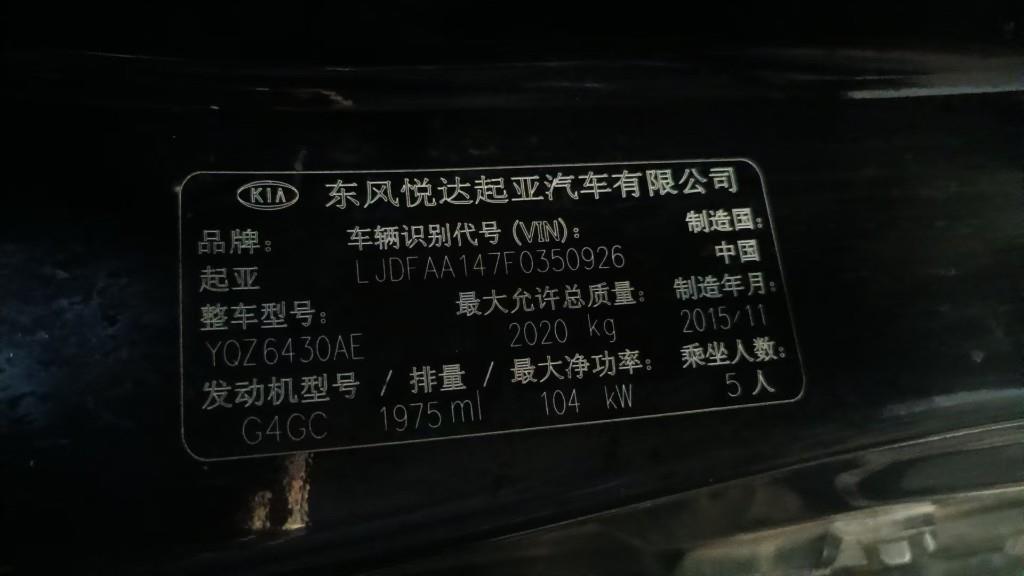 KIA 东风悦达起亚汽车有限公司
品牌: 车辆识别代号 (VIN): 制造国:
起亚 LJDFAA147F0350926 中国
整车型号: 最大允许总质量: 制造年月:
YQZ6430AE 2020 kg 2015/11
发动机型号 / 排量 / 最大净功率: 乘坐人数:
G4GC 1975ml 104 kW 5人